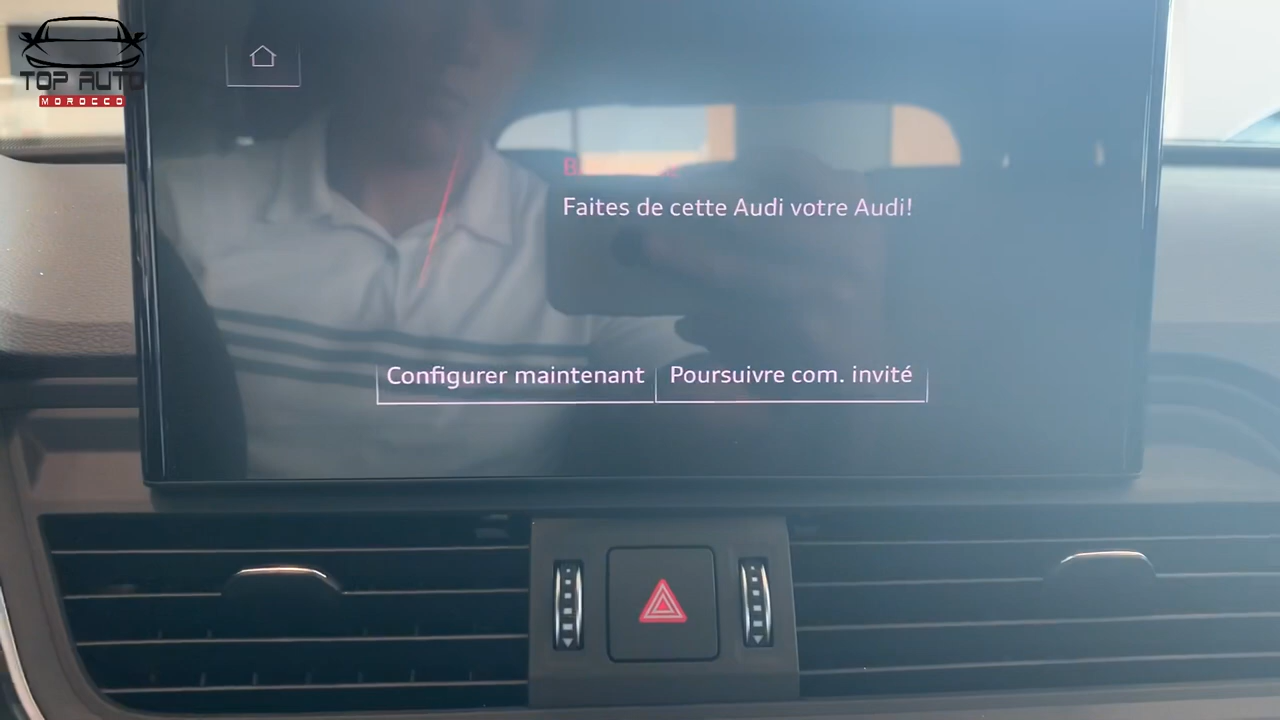 TOP AUTO
MOROCCO
Faites de cette Audi votre Audi!
Configurer maintenant
Poursuivre com. invité